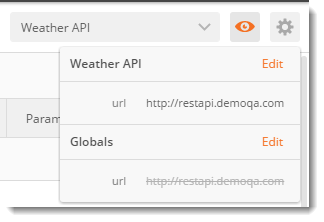 Weather API
Weather API Edit
url http://restapi.demoqa.com
Param
Globals Edit
url http://restapi.demoqa.com